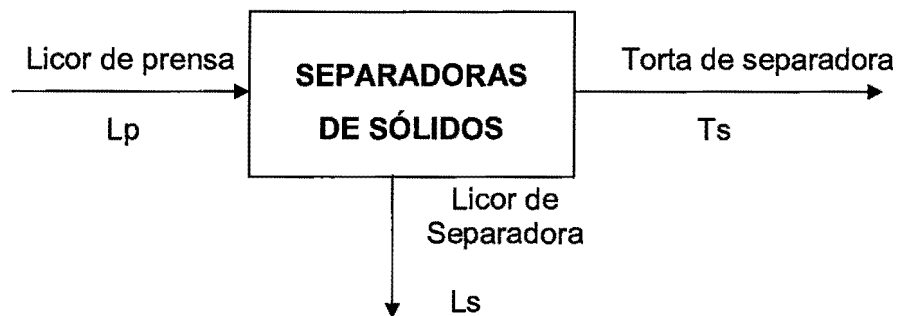 Licor de prensa
Lp
SEPARADORAS
DE SÓLIDOS
Torta de separadora
Ts
Licor de
Separadora
Ls